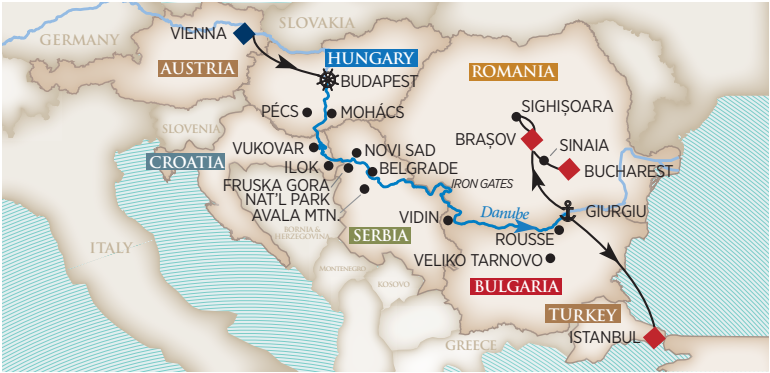 SLOVAKIA
GERMANY
VIENNA
HUNGARY
AUSTRIA
ROMANIA
BUDAPEST
SIGHIȘOARA
PÉCS
MOHÁCS
SLOVENIA
BRAȘOV
SINAIA
VUKOVAR
NOVI SAD
CROATIA
ILOK
BELGRADE
BUCHAREST
FRUSKA GORA
NAT'L PARK
IRON GATES
AVALA MTN.
VIDIN
Danube
GIURGIU
BOSNIA &
HERZEGOVINA
SERBIA
ROUSSE
ITALY
VELIKO TARNOVO
MONTENEGRO
KOSOVO
BULGARIA
TURKEY
GREECE
ISTANBUL